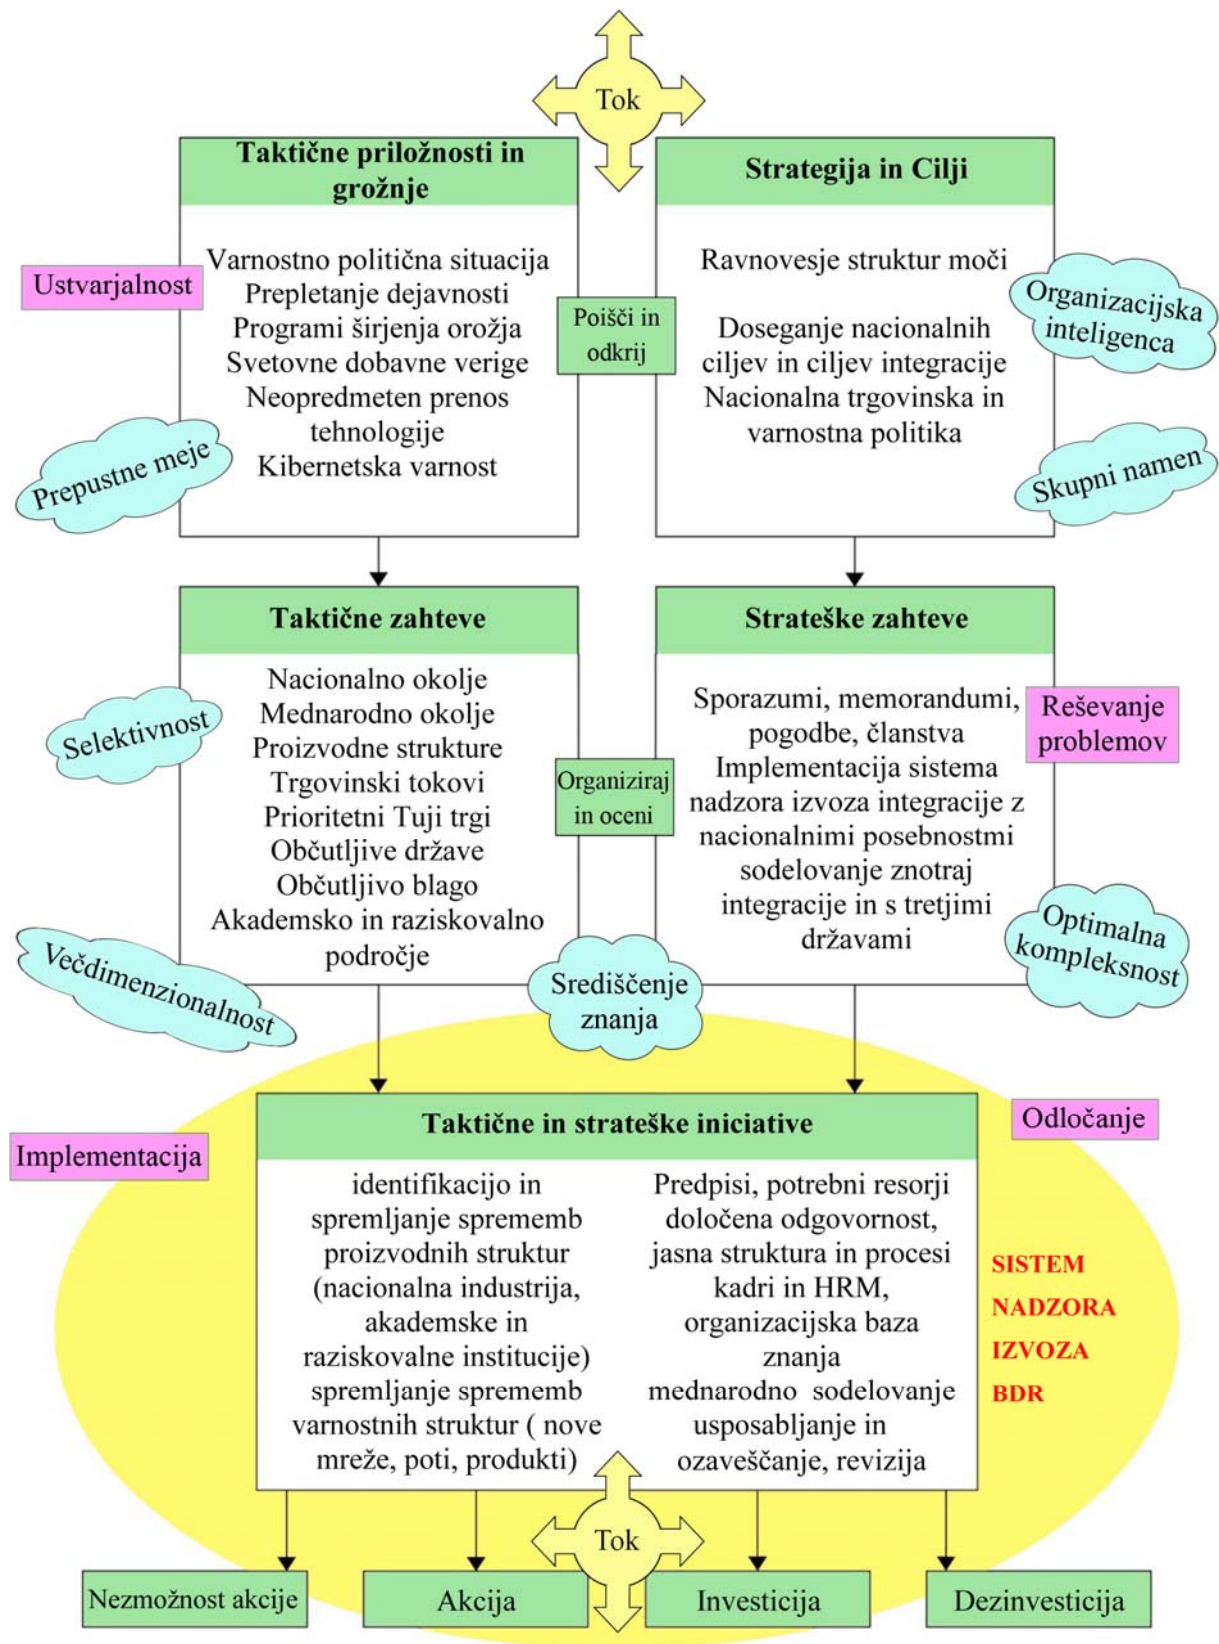 Tok
Taktične priložnosti in
grožnje
Varnostno politična situacija
Prepletanje dejavnosti
Programi širjenja orožja
Svetovne dobavne verige
Neopredmeten prenos
tehnologije
Kibernetska varnost
Ustvarjalnost
Prepustne meje
Poišči in
odkrij
Strategija in Cilji
Ravnovesje struktur moči
Doseganje nacionalnih
ciljev in ciljev integracije
Nacionalna trgovinska in
varnostna politika
Organizacijska
inteligenca
Skupni namen
Taktične zahteve
Nacionalno okolje
Mednarodno okolje
Proizvodne strukture
Trgovinski tokovi
Prioritetni Tuji trgi
Občutljive države
Občutljivo blago
Akademsko in raziskovalno
področje
Selektivnost
Večdimenzionalnost
Organiziraj
in oceni
Središčenje
znanja
Strateške zahteve
Sporazumi, memorandumi,
pogodbe, članstva
Implementacija sistema
nadzora izvoza integracije z
nacionalnimi posebnostmi
sodelovanje znotraj
integracije in s tretjimi
državami
Reševanje
problemov
Optimalna
kompleksnost
Implementacija
Odločanje
Taktične in strateške iniciative
identifikacijo in
spremljanje sprememb
proizvodnih struktur
(nacionalna industrija,
akademske in
raziskovalne institucije)
spremljanje sprememb
varnostnih struktur ( nove
mreže, poti, produkti)
Predpisi, potrebni resorji
določena odgovornost,
jasna struktura in procesi
kadri in HRM,
organizacijska baza
znanja
mednarodno  sodelovanje
usposabljanje in
ozaveščanje, revizija
SISTEM
NADZORA
IZVOZA
BDR
Tok
Nezmožnost akcije
Akcija
Investicija
Dezinvesticija